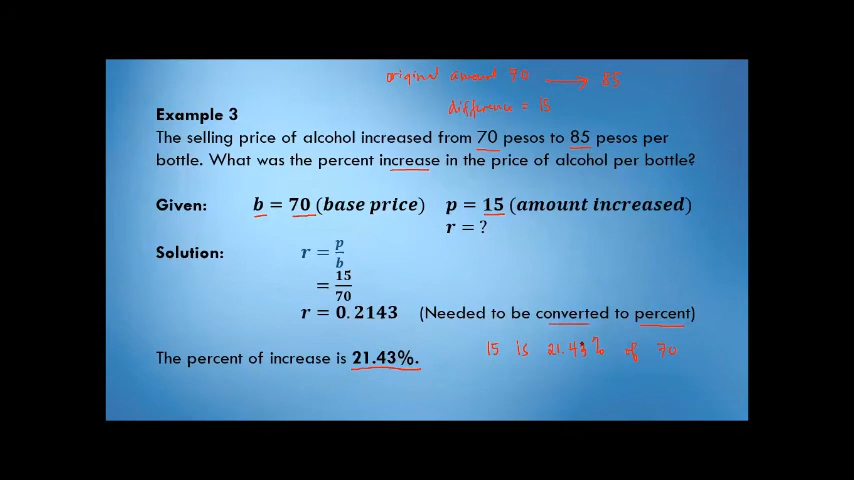 original amount 70 → 85
difference = 15
Example 3
The selling price of alcohol increased from 70 pesos to 85 pesos per
bottle. What was the percent increase in the price of alcohol per bottle?
Given: b = 70 (base price) p = 15 (amount increased)
r = ?
Solution: r = p/b
= 15/70
r = 0.2143 (Needed to be converted to percent)
15 is 21.43% of 70
The percent of increase is 21.43%.